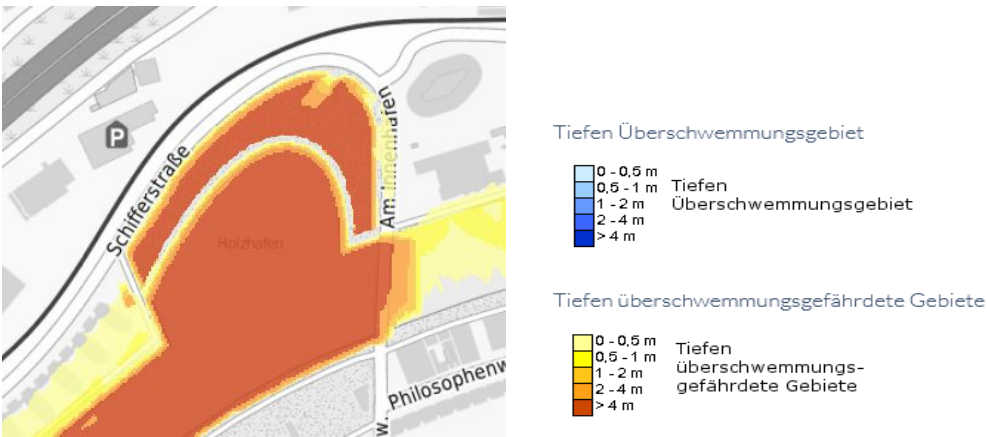 P
Schifferstraße
Am Innenhafen
Holzhafen
Philosophenw
w.
Tiefen Überschwemmungsgebiet
0 - 0,5 m
0,5 - 1 m
1 - 2 m
2 - 4 m
> 4 m
Tiefen
Überschwemmungsgebiet
Tiefen überschwemmungsgefährdete Gebiete
0 - 0,5 m
0,5 - 1 m
1 - 2 m
2 - 4 m
> 4 m
Tiefen
überschwemmungs-
gefährdete Gebiete